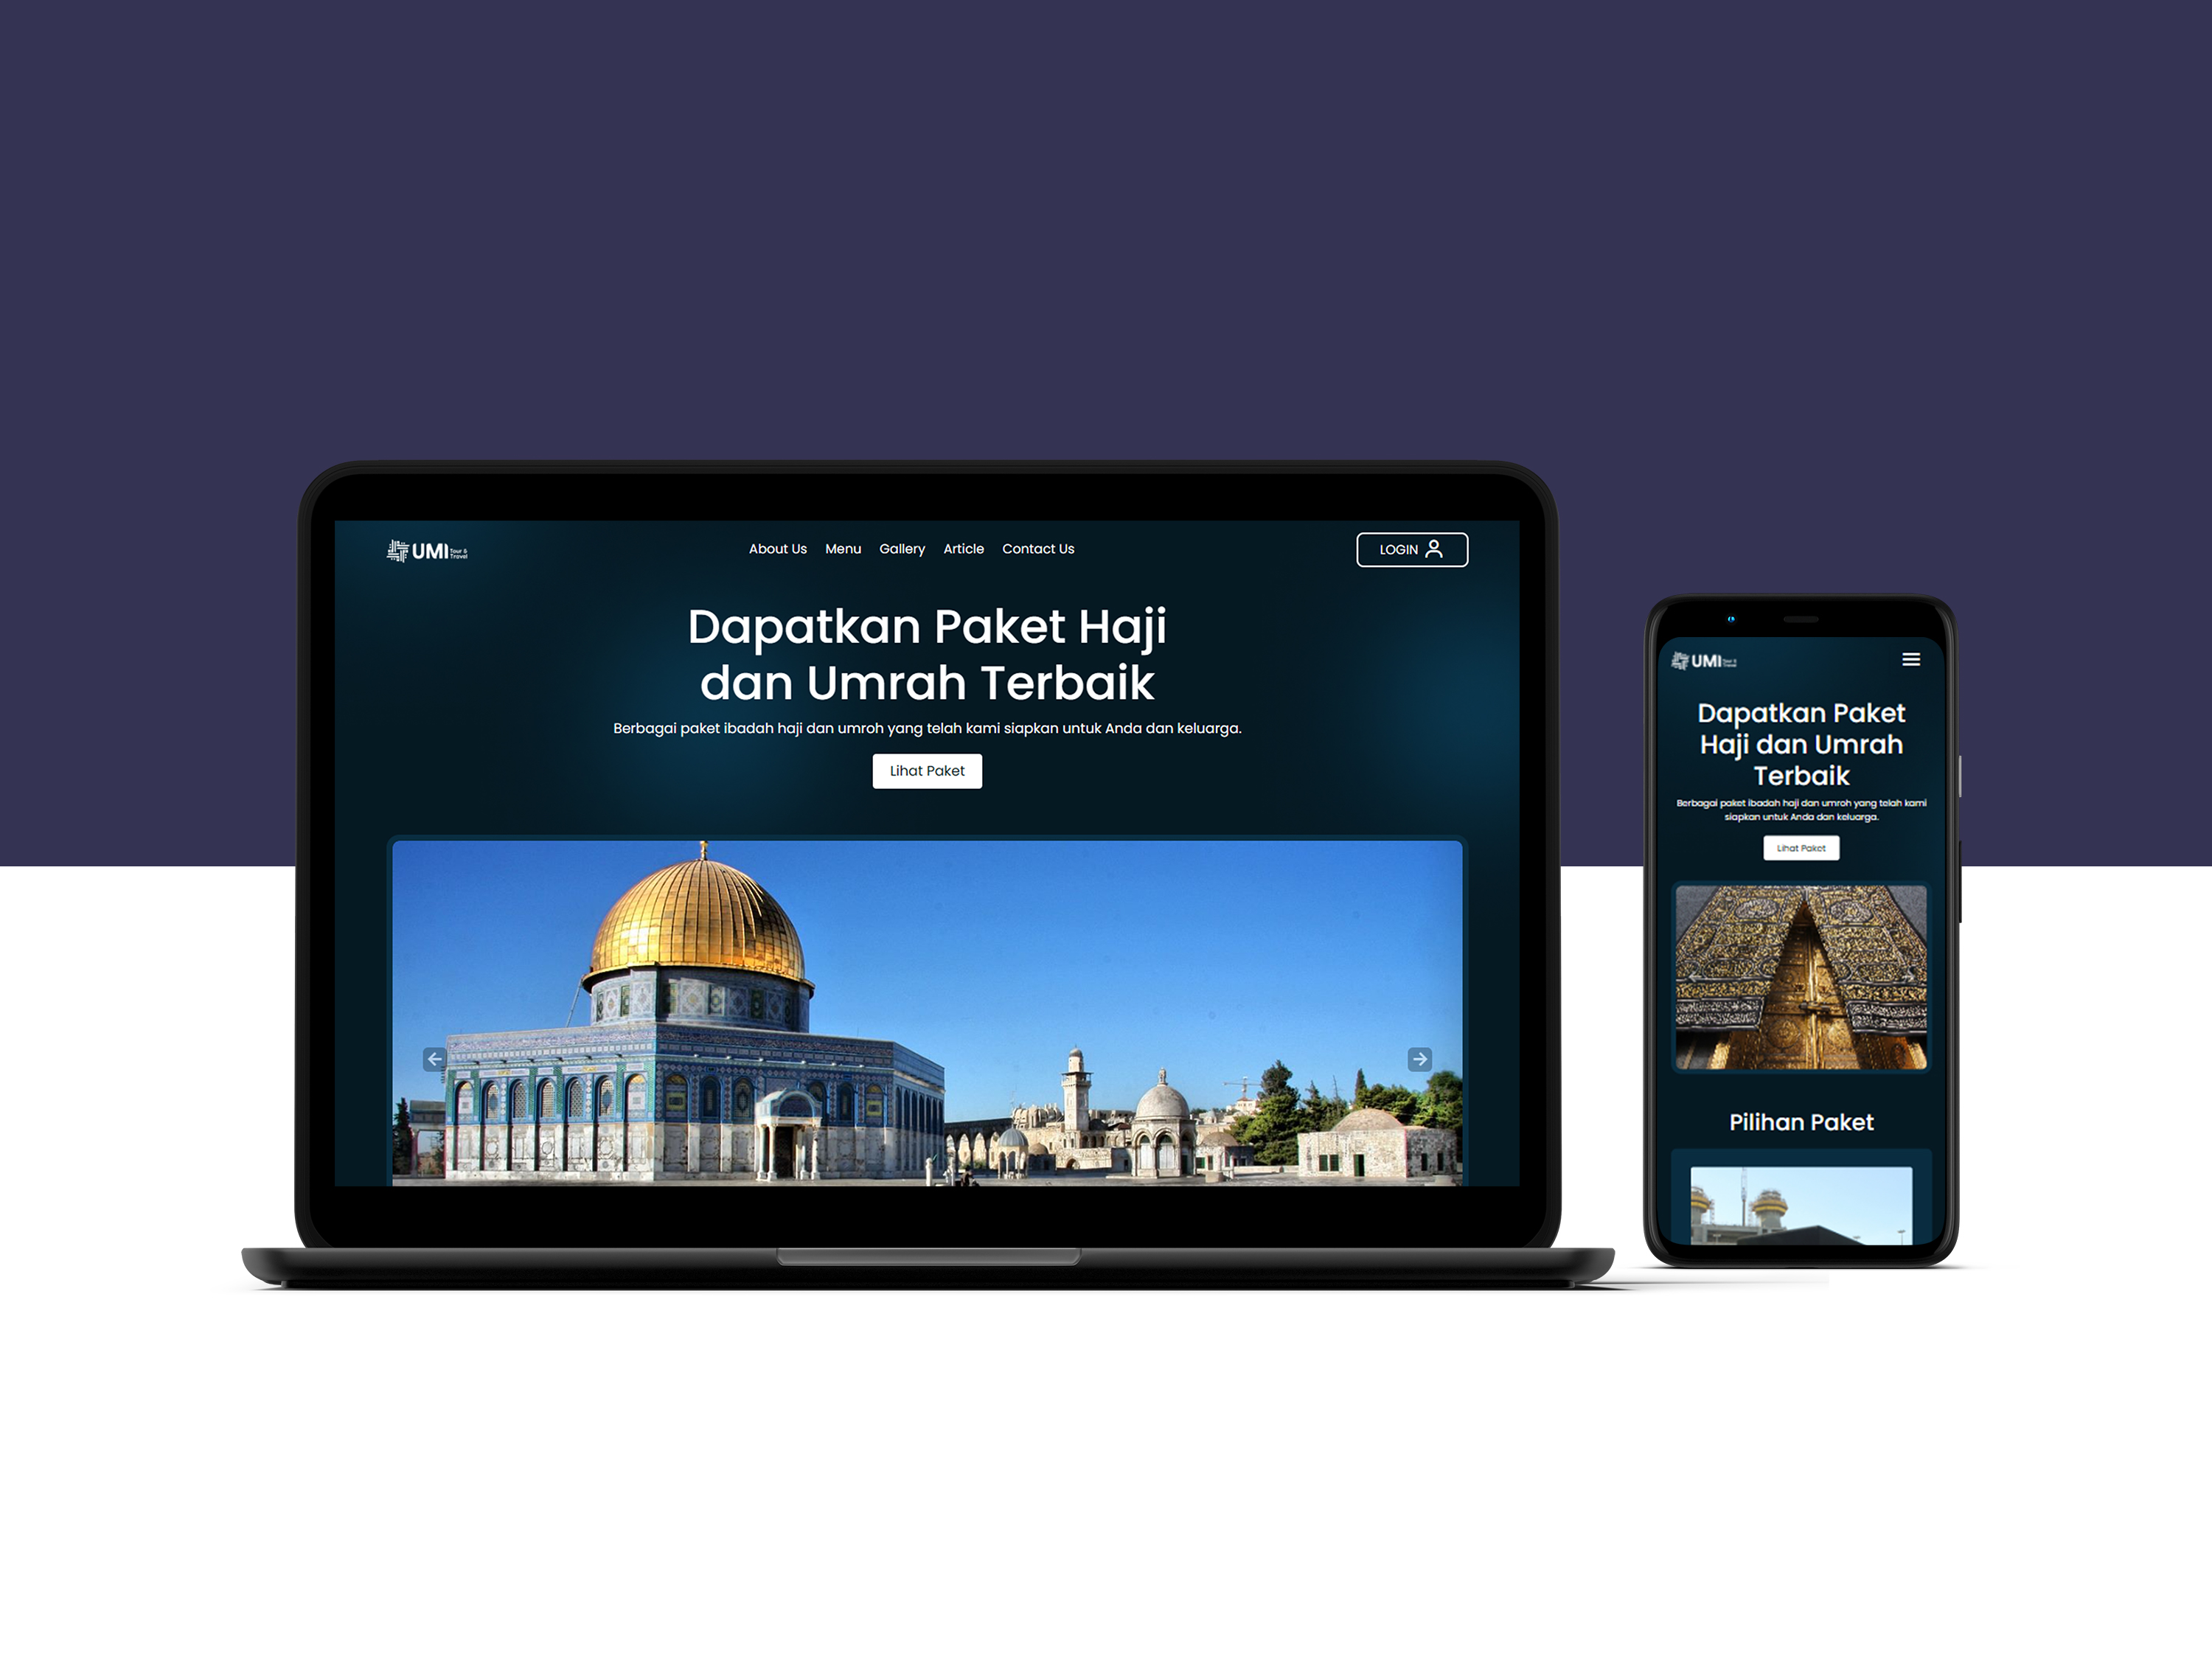 UMI Tour & Travel
About Us Menu Gallery Article Contact Us
LOGIN
Dapatkan Paket Haji
dan Umrah Terbaik
Berbagai paket ibadah haji dan umroh yang telah kami siapkan untuk Anda dan keluarga.
Lihat Paket
UMI Tour & Travel
Dapatkan Paket
Haji dan Umrah
Terbaik
Berbagai paket ibadah haji dan umroh yang telah kami
siapkan untuk Anda dan keluarga.
Lihat Paket
Pilihan Paket